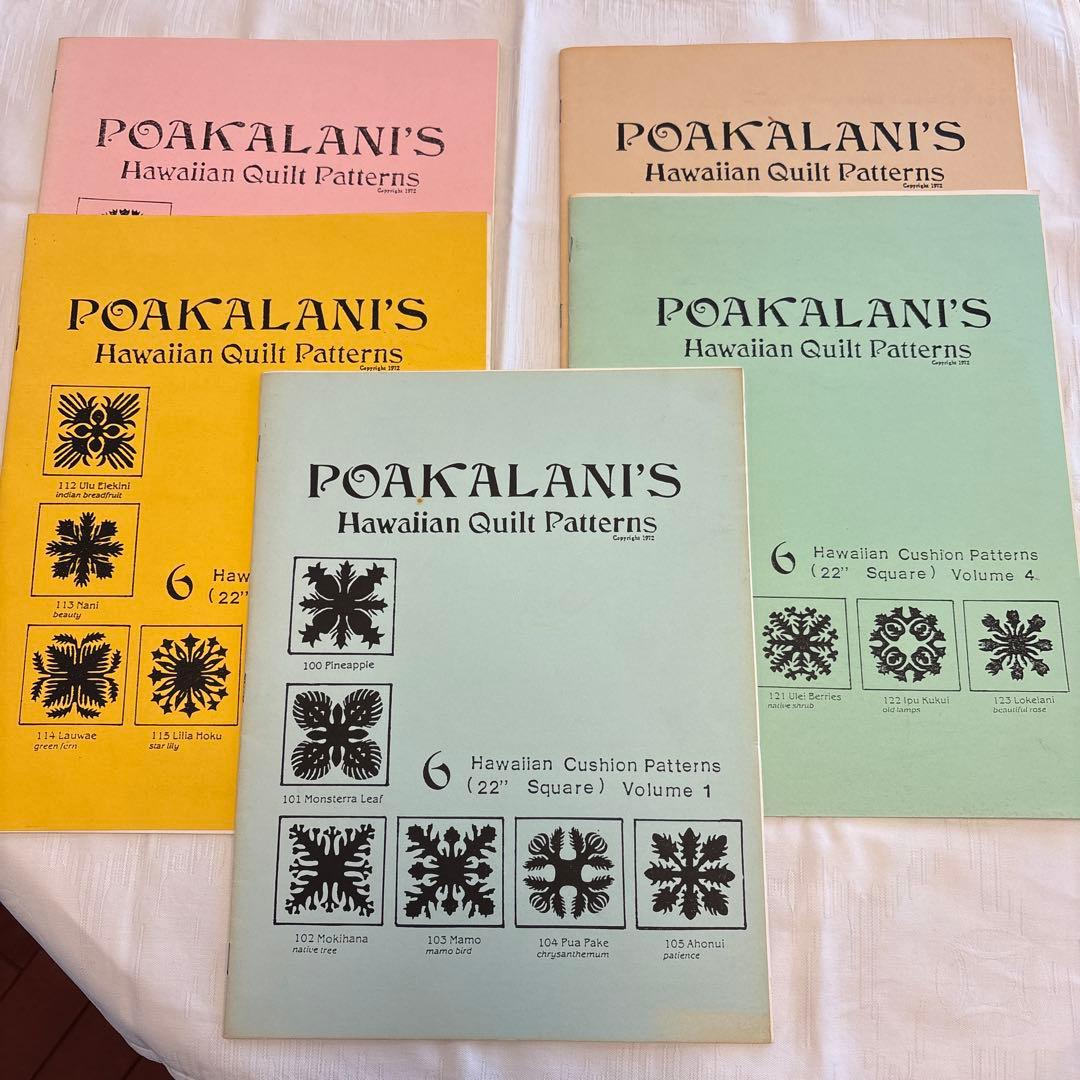 POAKALANI'S
Hawaiian Quilt Patterns
Copyright 1972
POAKALANI'S
Hawaiian Quilt Patterns
Copyright 1972
POAKALANI'S
Hawaiian Quilt Patterns
Copyright 1972
112 Ulu Elekini
indian breadfruit
113 Nani
beauty
6 Haw
(22"
114 Lauwae
green fern
115 Lilia Hoku
star lily
POAKALANI'S
Hawaiian Quilt Patterns
Copyright 1972
6 Hawaiian Cushion Patterns
(22" Square) Volume 4
121 Ulei Berries
native shrub
122 Ipu Kukui
old lamps
123 Lokelani
beautiful rose
POAKALANI'S
Hawaiian Quilt Patterns
Copyright 1972
100 Pineapple
101 Monsterra Leaf
6 Hawaiian Cushion Patterns
(22" Square) Volume 1
102 Mokihana
native tree
103 Mamo
mamo bird
104 Pua Pake
chrysanthemum
105 Ahonui
patience